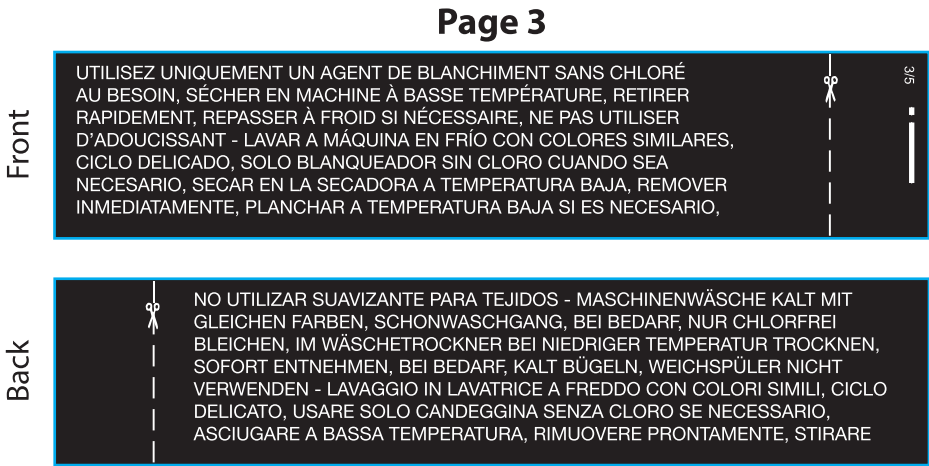 Page 3
Front
UTILISEZ UNIQUEMENT UN AGENT DE BLANCHIMENT SANS CHLORÉ
AU BESOIN, SÉCHER EN MACHINE À BASSE TEMPÉRATURE, RETIRER
RAPIDEMENT, REPASSER À FROID SI NÉCESSAIRE, NE PAS UTILISER
D’ADOUCISSANT - LAVAR A MÁQUINA EN FRÍO CON COLORES SIMILARES,
CICLO DELICADO, SOLO BLANQUEADOR SIN CLORO CUANDO SEA
NECESARIO, SECAR EN LA SECADORA A TEMPERATURA BAJA, REMOVER
INMEDIATAMENTE, PLANCHAR A TEMPERATURA BAJA SI ES NECESARIO,
3/5
Back
NO UTILIZAR SUAVIZANTE PARA TEJIDOS - MASCHINENWÄSCHE KALT MIT
GLEICHEN FARBEN, SCHONWASCHGANG, BEI BEDARF, NUR CHLORFREI
BLEICHEN, IM WÄSCHETROCKNER BEI NIEDRIGER TEMPERATUR TROCKNEN,
SOFORT ENTNEHMEN, BEI BEDARF, KALT BÜGELN, WEICHSPÜLER NICHT
VERWENDEN - LAVAGGIO IN LAVATRICE A FREDDO CON COLORI SIMILI, CICLO
DELICATO, USARE SOLO CANDEGGINA SENZA CLORO SE NECESSARIO,
ASCIUGARE A BASSA TEMPERATURA, RIMUOVERE PRONTAMENTE, STIRARE